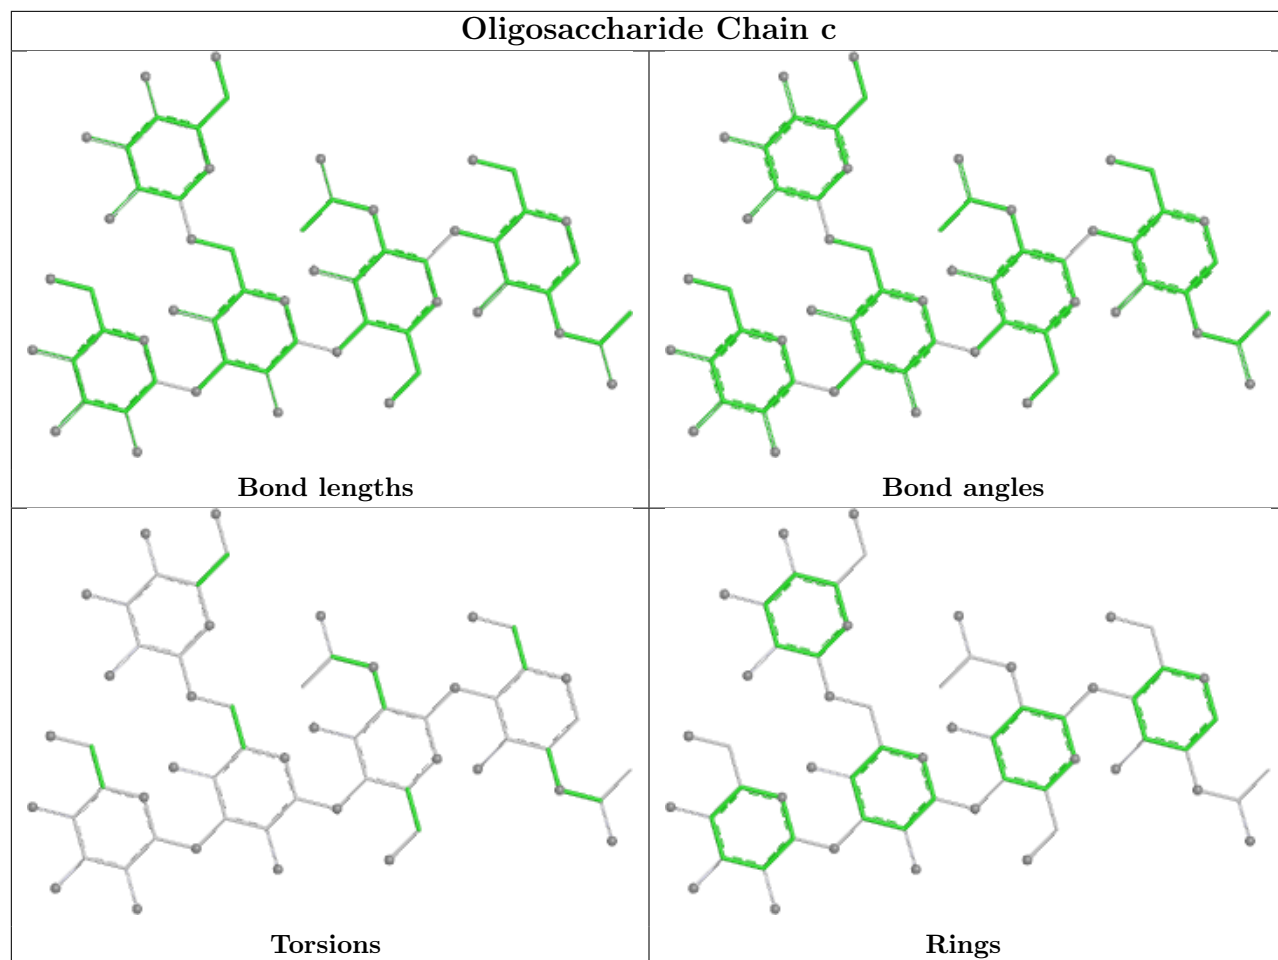 Oligosaccharide Chain c
Bond lengths
Bond angles
Torsions
Rings